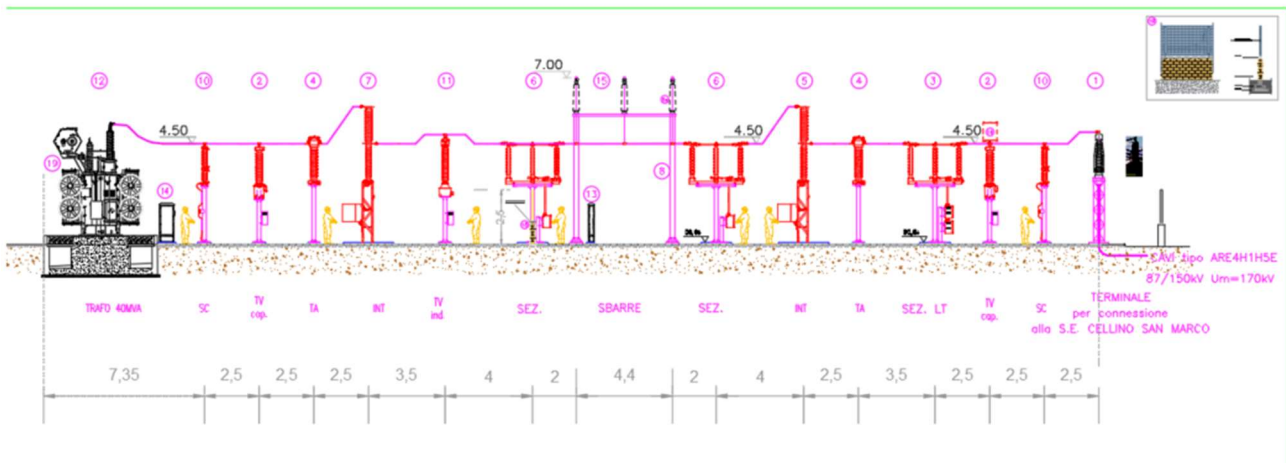 12 10 2 4 7 11 6 15 6 5 4 3 2 10 1
7.00
4.50 4.50 4.50
19
14
13
8
CAVI tipo ARE4H1H5E
87/150kV Um=170kV
TRAFO 40MVA SC TV cap. TA INT TV ind. SEZ. SBARRE SEZ. INT TA SEZ. LT TV cap. SC TERMINALE
per connessione
alla S.E. CELLINO SAN MARCO
7,35 2,5 2,5 2,5 3,5 4 2 4,4 2 4 2,5 3,5 2,5 2,5 2,5